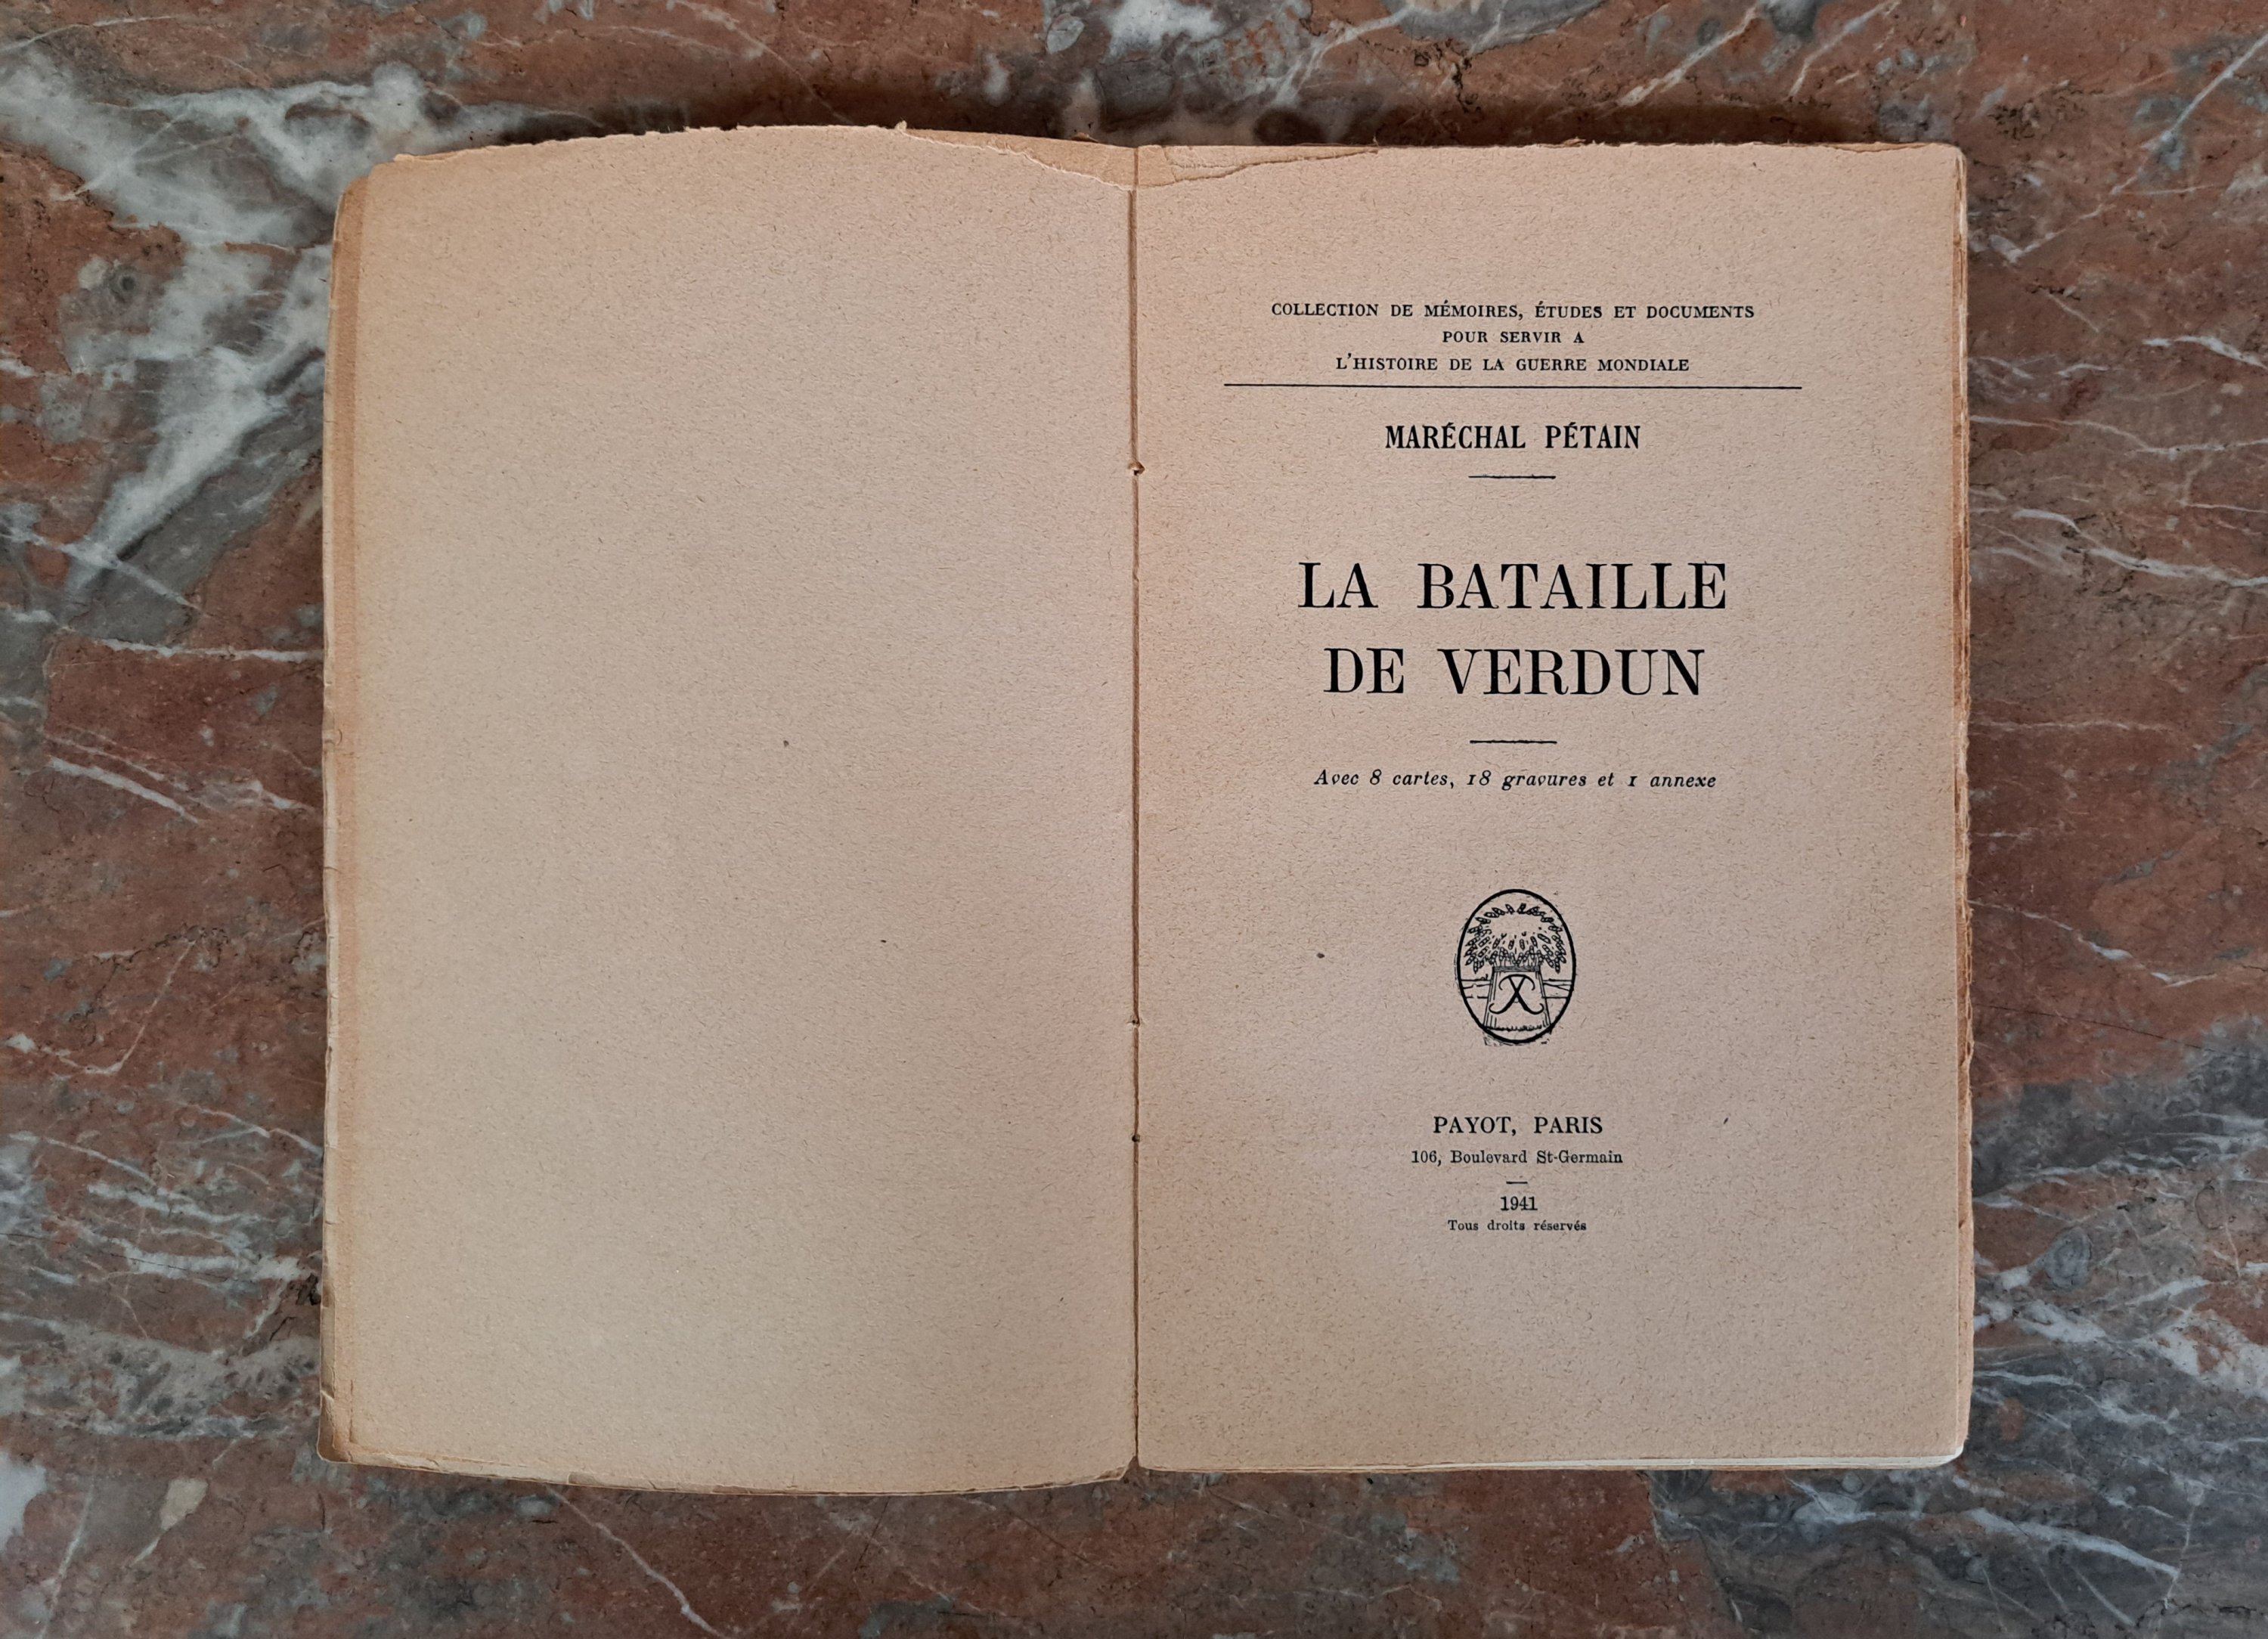 COLLECTION DE MÉMOIRES, ÉTUDES ET DOCUMENTS
POUR SERVIR A
L'HISTOIRE DE LA GUERRE MONDIALE
MARÉCHAL PÉTAIN
LA BATAILLE
DE VERDUN
Avec 8 cartes, 18 gravures et 1 annexe
PAYOT, PARIS
106, Boulevard St-Germain
1941
Tous droits réservés